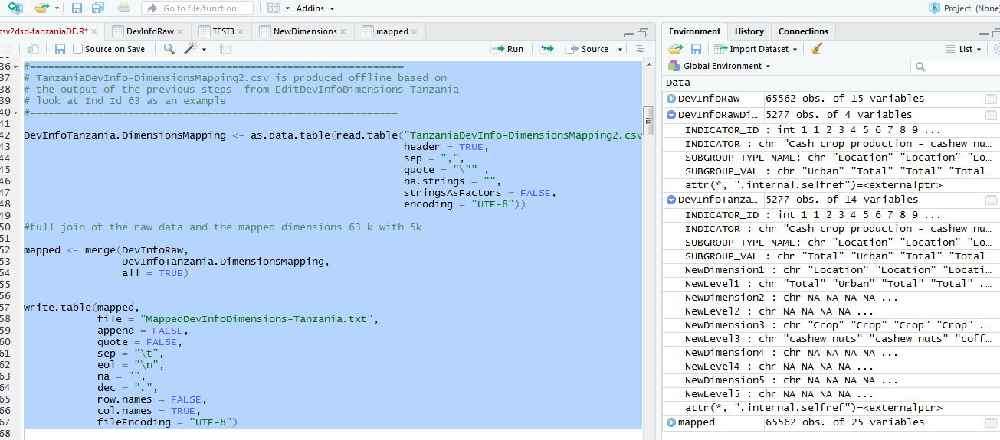 Go to file/function
Addins
Project: (None)
csv2dsd-tanzaniaDE.R*
DevInfoRaw
TEST3
NewDimensions
mapped
Source on Save
Run
Source
36 #=============================================================
37 # TanzaniaDevInfo-DimensionsMapping2.csv is produced offline based on
38 # the output of the previous steps  from EditDevInfoDimensions-Tanzania
39 # look at Ind Id 63 as an example
40 #============================================================
41
42 DevInfoTanzania.DimensionsMapping <- as.data.table(read.table("TanzaniaDevInfo-DimensionsMapping2.csv
43 header = TRUE,
44 sep = ",",
45 quote = "\"" ,
46 na.strings = "",
47 stringsAsFactors = FALSE,
48 encoding = "UTF-8"))
49
50 #full join of the raw data and the mapped dimensions 63 k with 5k
51
52 mapped <- merge(DevInfoRaw,
53 DevInfoTanzania.DimensionsMapping,
54 all = TRUE)
55
56
57 write.table(mapped,
58 file = "MappedDevInfoDimensions-Tanzania.txt",
59 append = FALSE,
60 quote = FALSE,
61 sep = "\t",
62 eol = "\n",
63 na = "",
64 dec = ".",
65 row.names = FALSE,
66 col.names = TRUE,
67 fileEncoding = "UTF-8")
68
Environment History Connections
Import Dataset
List
Global Environment
Data
DevInfoRaw 65562 obs. of 15 variables
DevInfoRawDi… 5277 obs. of 4 variables
INDICATOR_ID : int 1 1 2 3 4 5 6 7 8 9 ...
INDICATOR : chr "Cash crop production - cashew nu…
SUBGROUP_TYPE_NAME: chr "Location" "Location" "Lo…
SUBGROUP_VAL : chr "Urban" "Total" "Total" "Total…
attr(*, ".internal.selfref")=<externalptr>
DevInfoTanza… 5277 obs. of 14 variables
INDICATOR_ID : int 1 1 2 3 4 5 6 7 8 9 ...
INDICATOR : chr "Cash crop production - cashew nu…
SUBGROUP_TYPE_NAME: chr "Location" "Location" "Lo…
SUBGROUP_VAL : chr "Total" "Urban" "Total" "Total…
NewDimension1 : chr "Location" "Location" "Locati…
NewLevel1 : chr "Total" "Urban" "Total" "Total" ...
NewDimension2 : chr NA NA NA NA ...
NewLevel2 : chr NA NA NA NA ...
NewDimension3 : chr "Crop" "Crop" "Crop" "Crop" ...
NewLevel3 : chr "cashew nuts" "cashew nuts" "coff…
NewDimension4 : chr NA NA NA NA ...
NewLevel4 : chr NA NA NA NA ...
NewDimension5 : chr NA NA NA NA ...
NewLevel5 : chr NA NA NA NA ...
attr(*, ".internal.selfref")=<externalptr>
mapped 65562 obs. of 25 variables